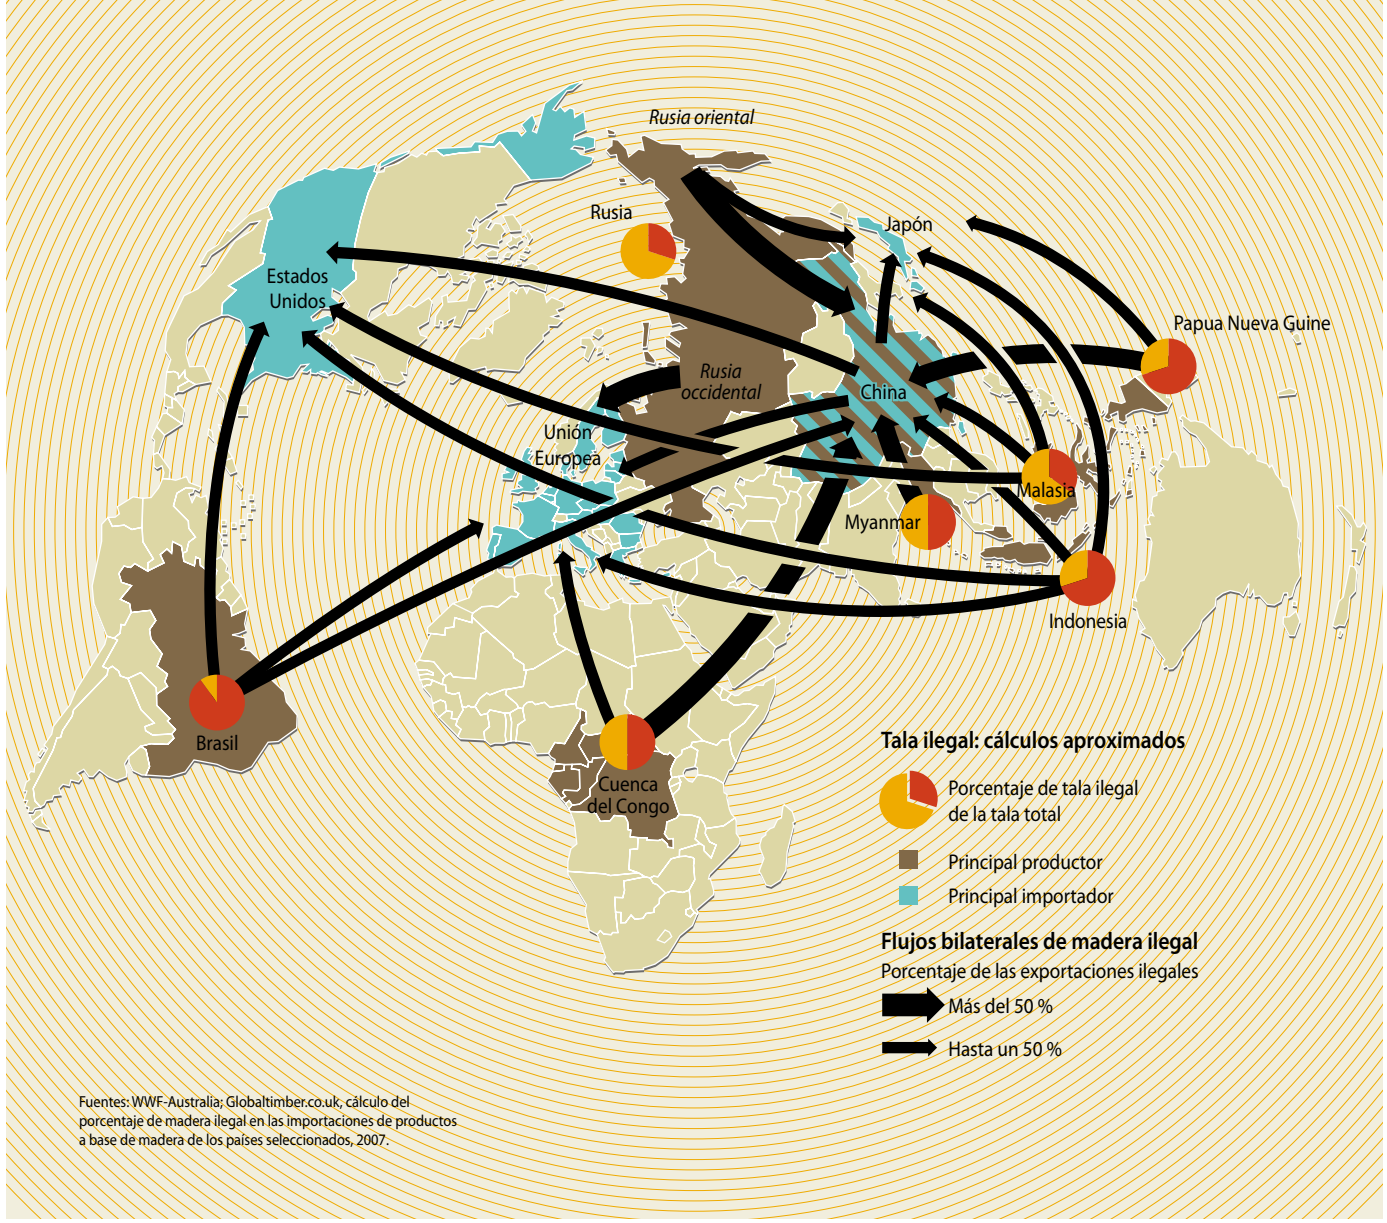 Rusia oriental
Rusia
Japón
Estados
Unidos
Papua Nueva Guine
Rusia
occidental
China
Unión
Europea
Malasia
Myanmar
Indonesia
Brasil
Cuenca
del Congo
Tala ilegal: cálculos aproximados
Porcentaje de tala ilegal
de la tala total
Principal productor
Principal importador
Flujos bilaterales de madera ilegal
Porcentaje de las exportaciones ilegales
Más del 50 %
Hasta un 50 %
Fuentes: WWF-Australia; Globaltimber.co.uk, cálculo del
porcentaje de madera ilegal en las importaciones de productos
a base de madera de los países seleccionados, 2007.